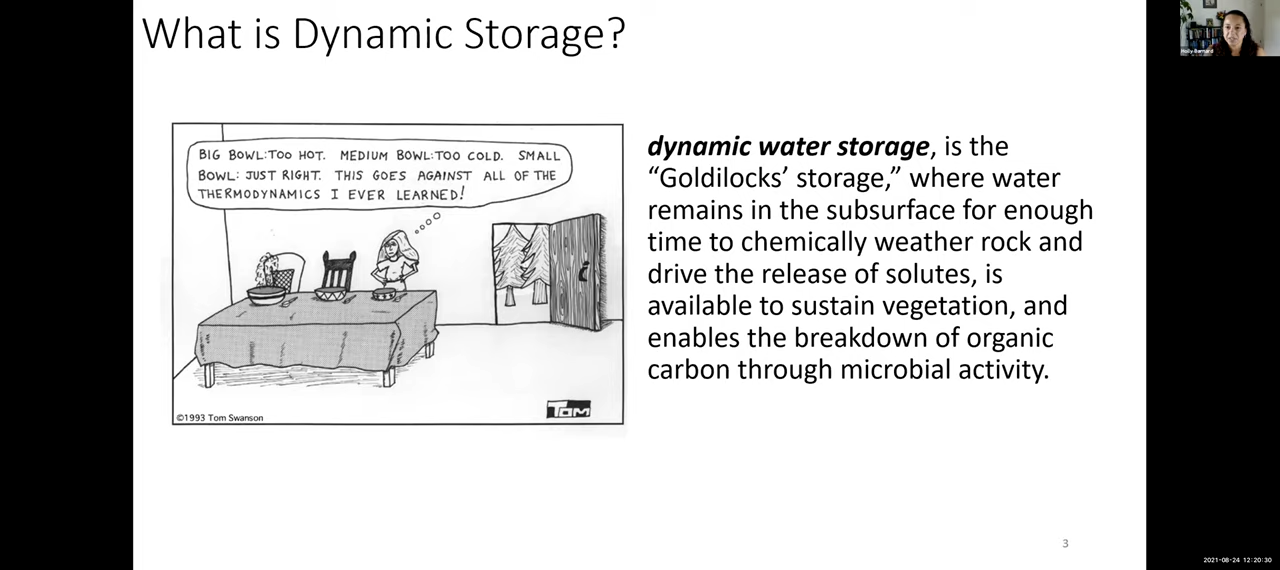 What is Dynamic Storage?
BIG BOWL: TOO HOT. MEDIUM BOWL: TOO COLD. SMALL
BOWL: JUST RIGHT. THIS GOES AGAINST ALL OF THE
THERMODYNAMICS I EVER LEARNED!
©1993 Tom Swanson
TOM
dynamic water storage, is the
“Goldilocks’ storage,” where water
remains in the subsurface for enough
time to chemically weather rock and
drive the release of solutes, is
available to sustain vegetation, and
enables the breakdown of organic
carbon through microbial activity.
3
Holly Barnard
2021-08-24 12:20:30